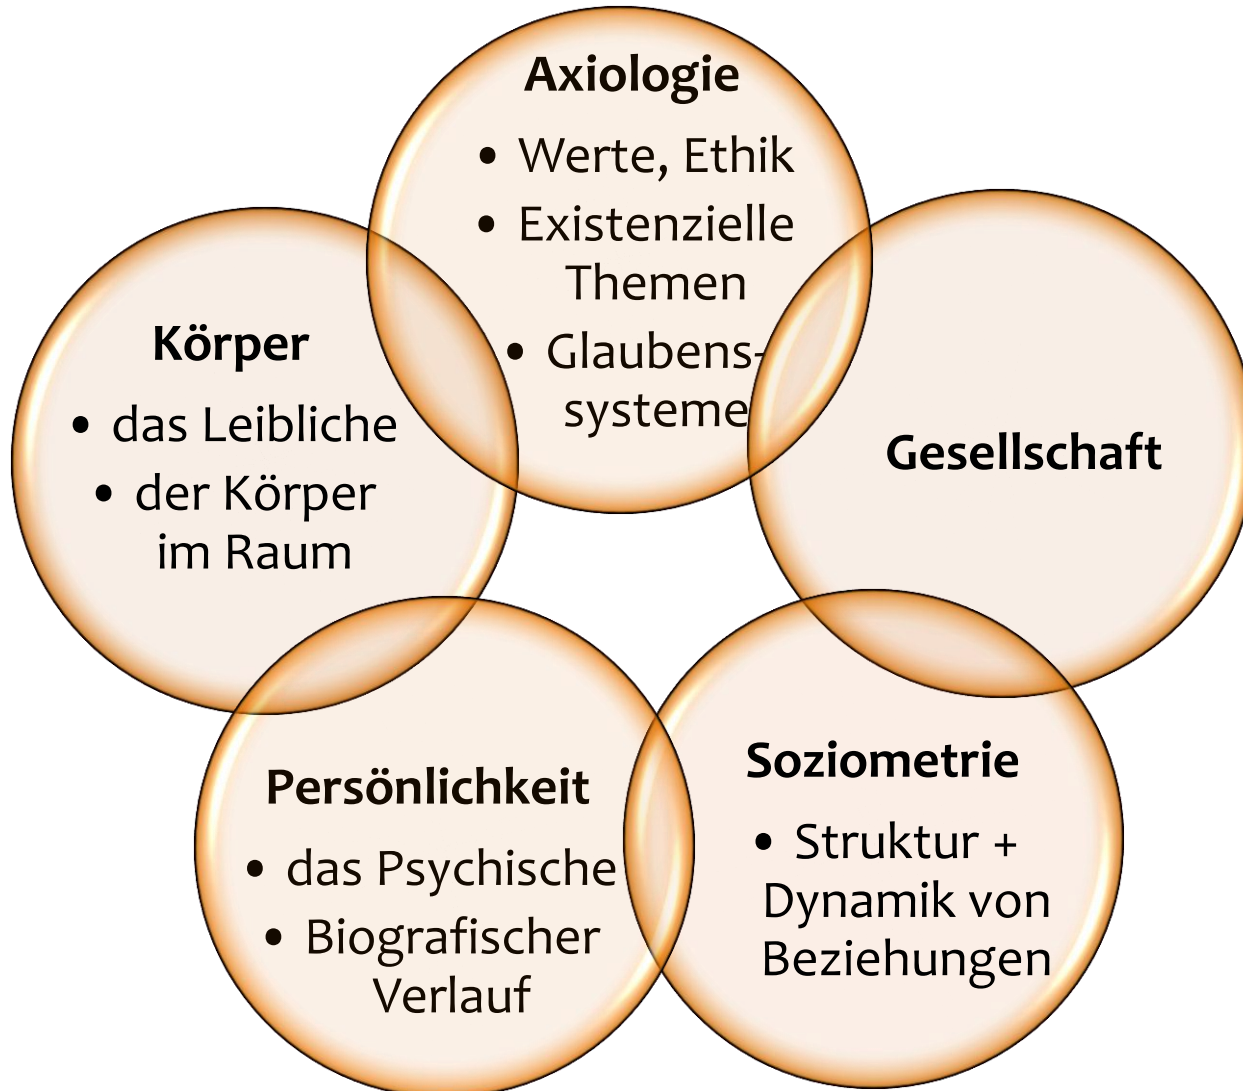 Axiologie
• Werte, Ethik
• Existenzielle
Themen
• Glaubens-
systeme
Körper
• das Leibliche
• der Körper
im Raum
Gesellschaft
Persönlichkeit
• das Psychische
• Biografischer
Verlauf
Soziometrie
• Struktur +
Dynamik von
Beziehungen